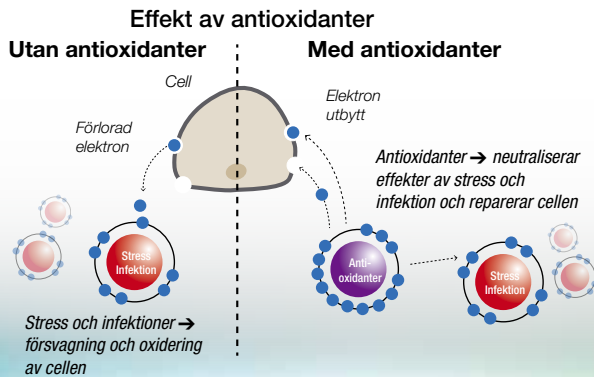 Effekt av antioxidanter
Utan antioxidanter
Med antioxidanter
Cell
Elektron
utbytt
Förlorad
elektron
Antioxidanter ➔ neutraliserar
effekter av stress och
infektion och reparerar cellen
Stress
Infektion
Anti-
oxidanter
Stress
Infektion
Stress och infektioner ➔
försvagning och oxidering
av cellen